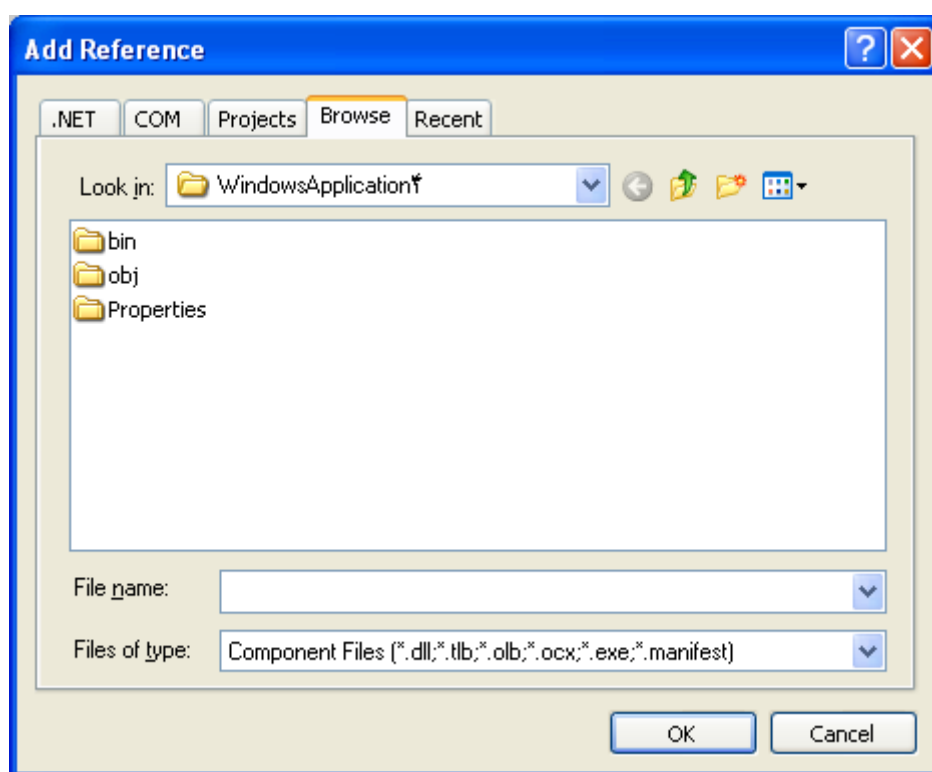 Add Reference
.NET COM Projects Browse Recent
Look in: WindowsApplication۴
bin
obj
Properties
File name:
Files of type: Component Files (*.dll;*.tlb;*.olb;*.ocx;*.exe;*.manifest)
OK Cancel